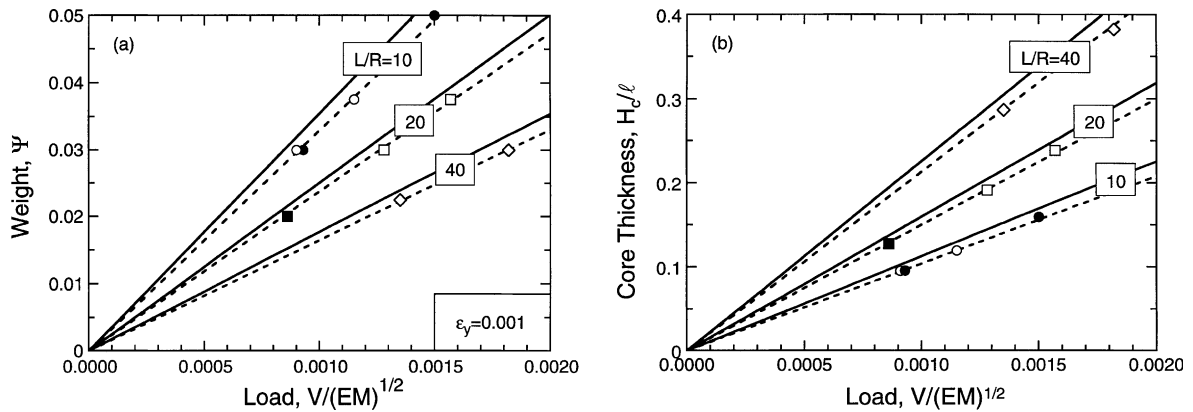 (a)
L/R=10
20
40
εy=0.001
0.05
0.04
0.03
0.02
0.01
0
0.0000
0.0005
0.0010
0.0015
0.0020
Weight, Ψ
Load, V/(EM)^1/2
(b)
L/R=40
20
10
0.4
0.3
0.2
0.1
0
0.0000
0.0005
0.0010
0.0015
0.0020
Core Thickness, Hc/ℓ
Load, V/(EM)^1/2